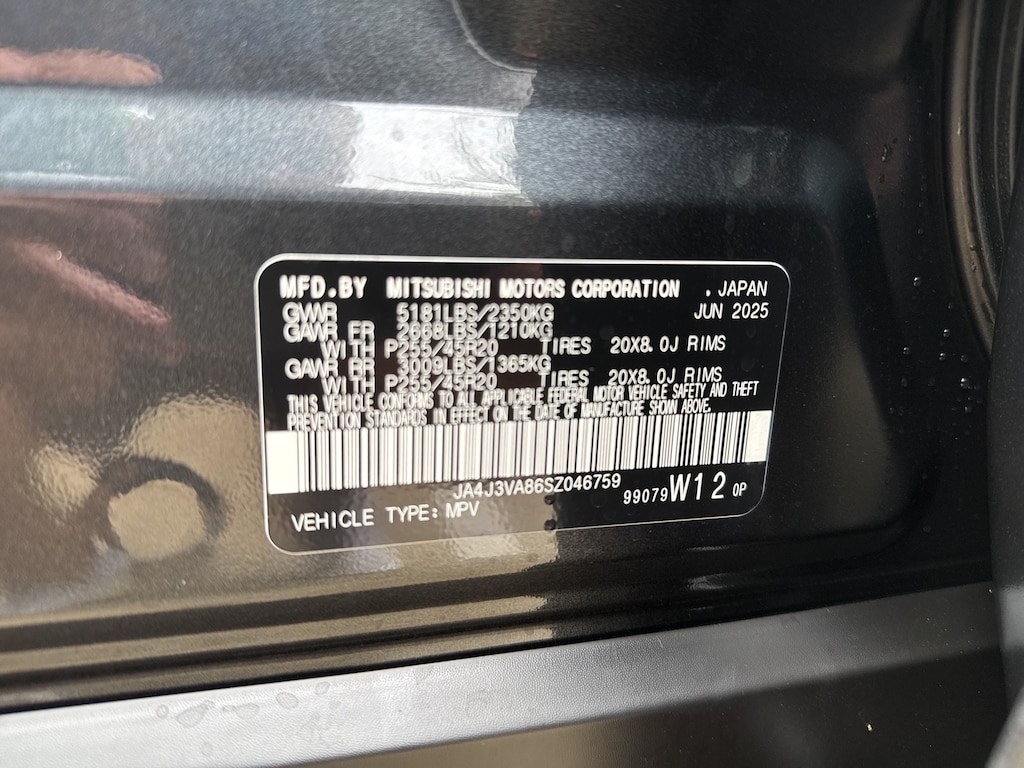 MFD.BY MITSUBISHI MOTORS CORPORATION . JAPAN
GVWR 5181LBS/2350KG JUN 2025
GAWR FR 2668LBS/1210KG
WITH P255/45R20 TIRES 20X8.0J RIMS
GAWR RR 3009LBS/1365KG
WITH P255/45R20 TIRES 20X8.0J RIMS
THIS VEHICLE CONFORMS TO ALL APPLICABLE FEDERAL MOTOR VEHICLE SAFETY AND THEFT
PREVENTION STANDARDS IN EFFECT ON THE DATE OF MANUFACTURE SHOWN ABOVE.
JA4J3VA86SZ046759 99079W12 0P
VEHICLE TYPE: MPV